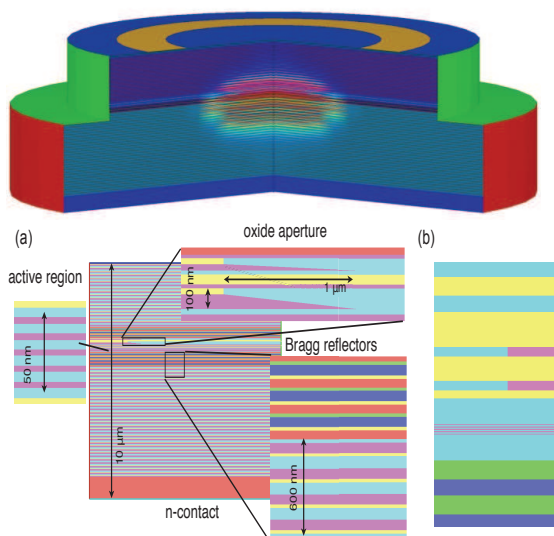 (a)
oxide aperture
(b)
active region
100 nm
1 µm
50 nm
Bragg reflectors
10 µm
600 nm
n-contact